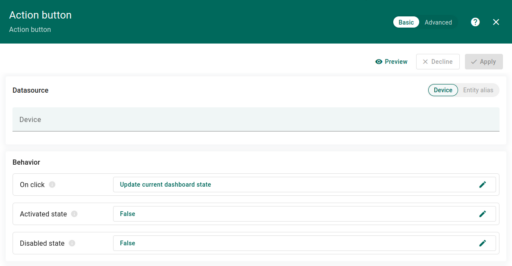 Action button
Action button
Basic
Advanced
Preview
Decline
Apply
Datasource
Device
Entity alias
Device
Behavior
On click
Update current dashboard state
Activated state
False
Disabled state
False